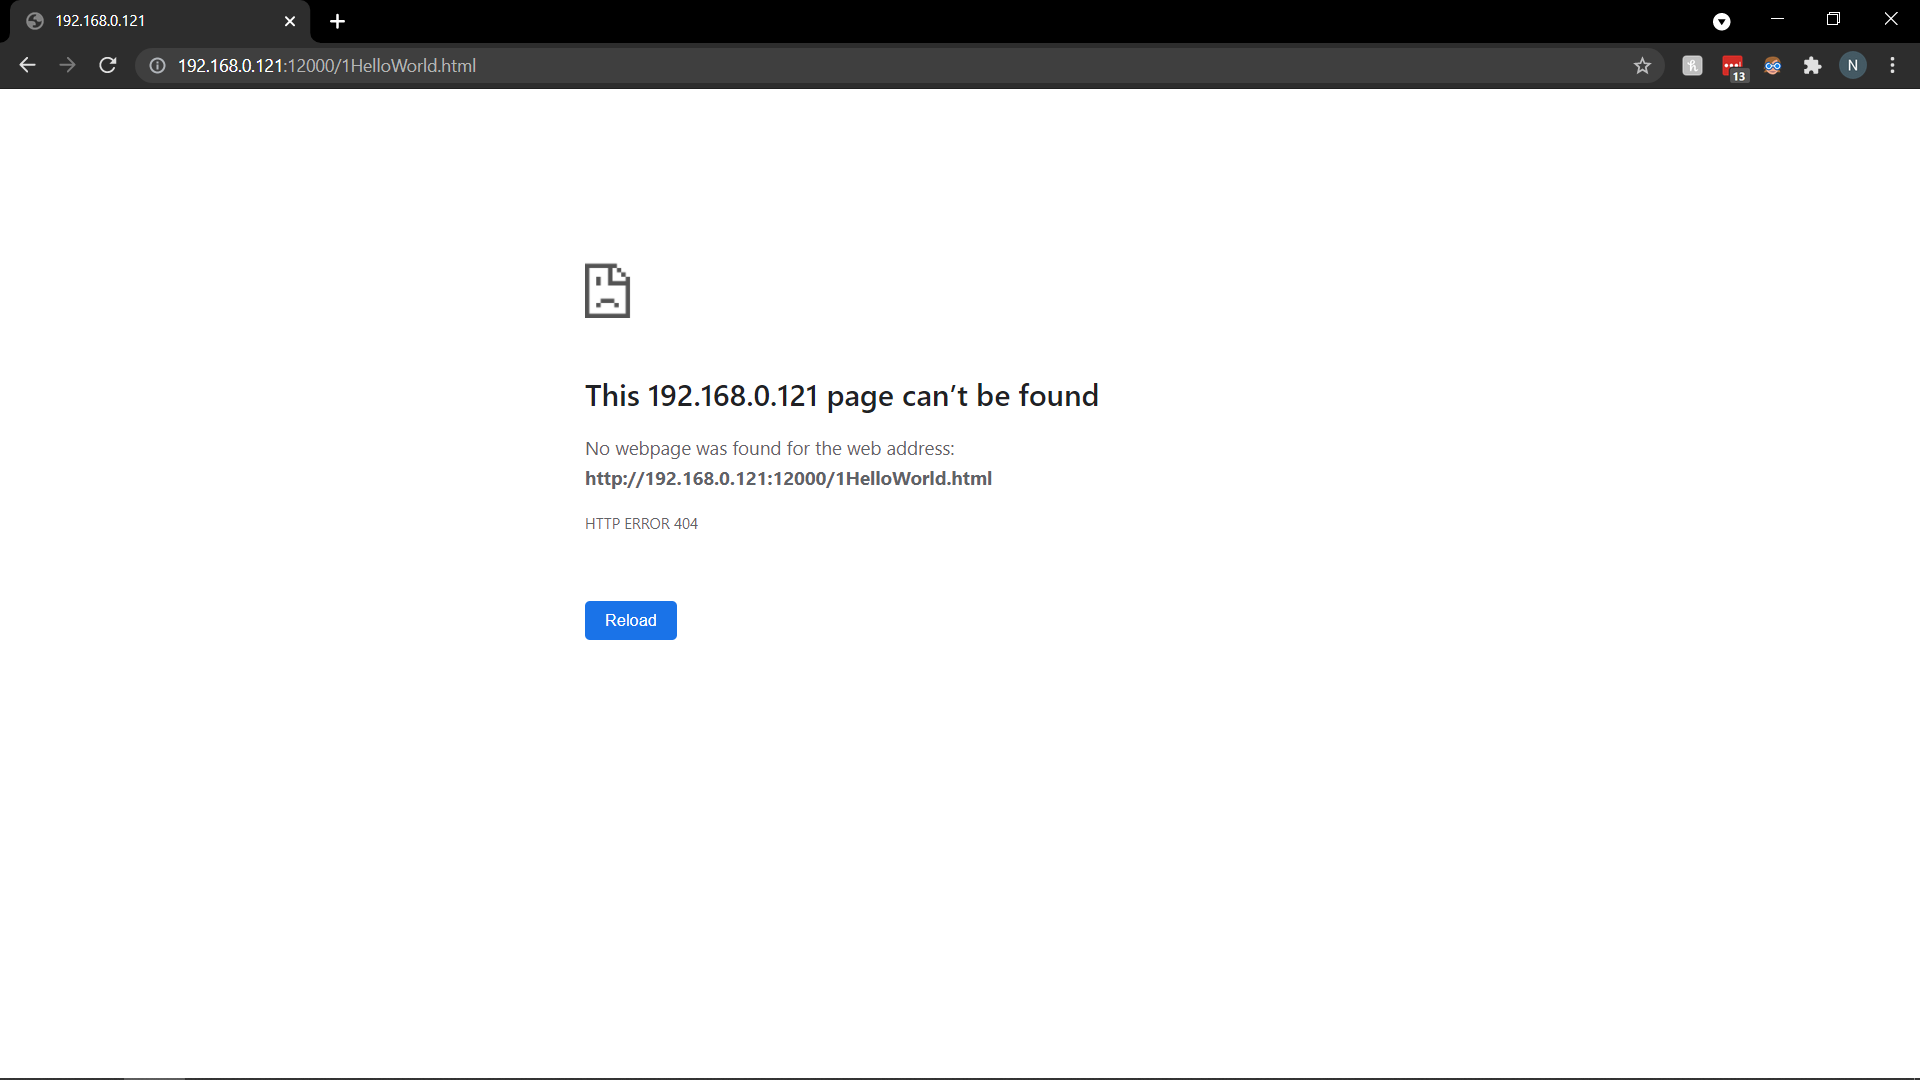 192.168.0.121
192.168.0.121:12000/1HelloWorld.html
13
N
This 192.168.0.121 page can’t be found
No webpage was found for the web address:
http://192.168.0.121:12000/1HelloWorld.html
HTTP ERROR 404
Reload